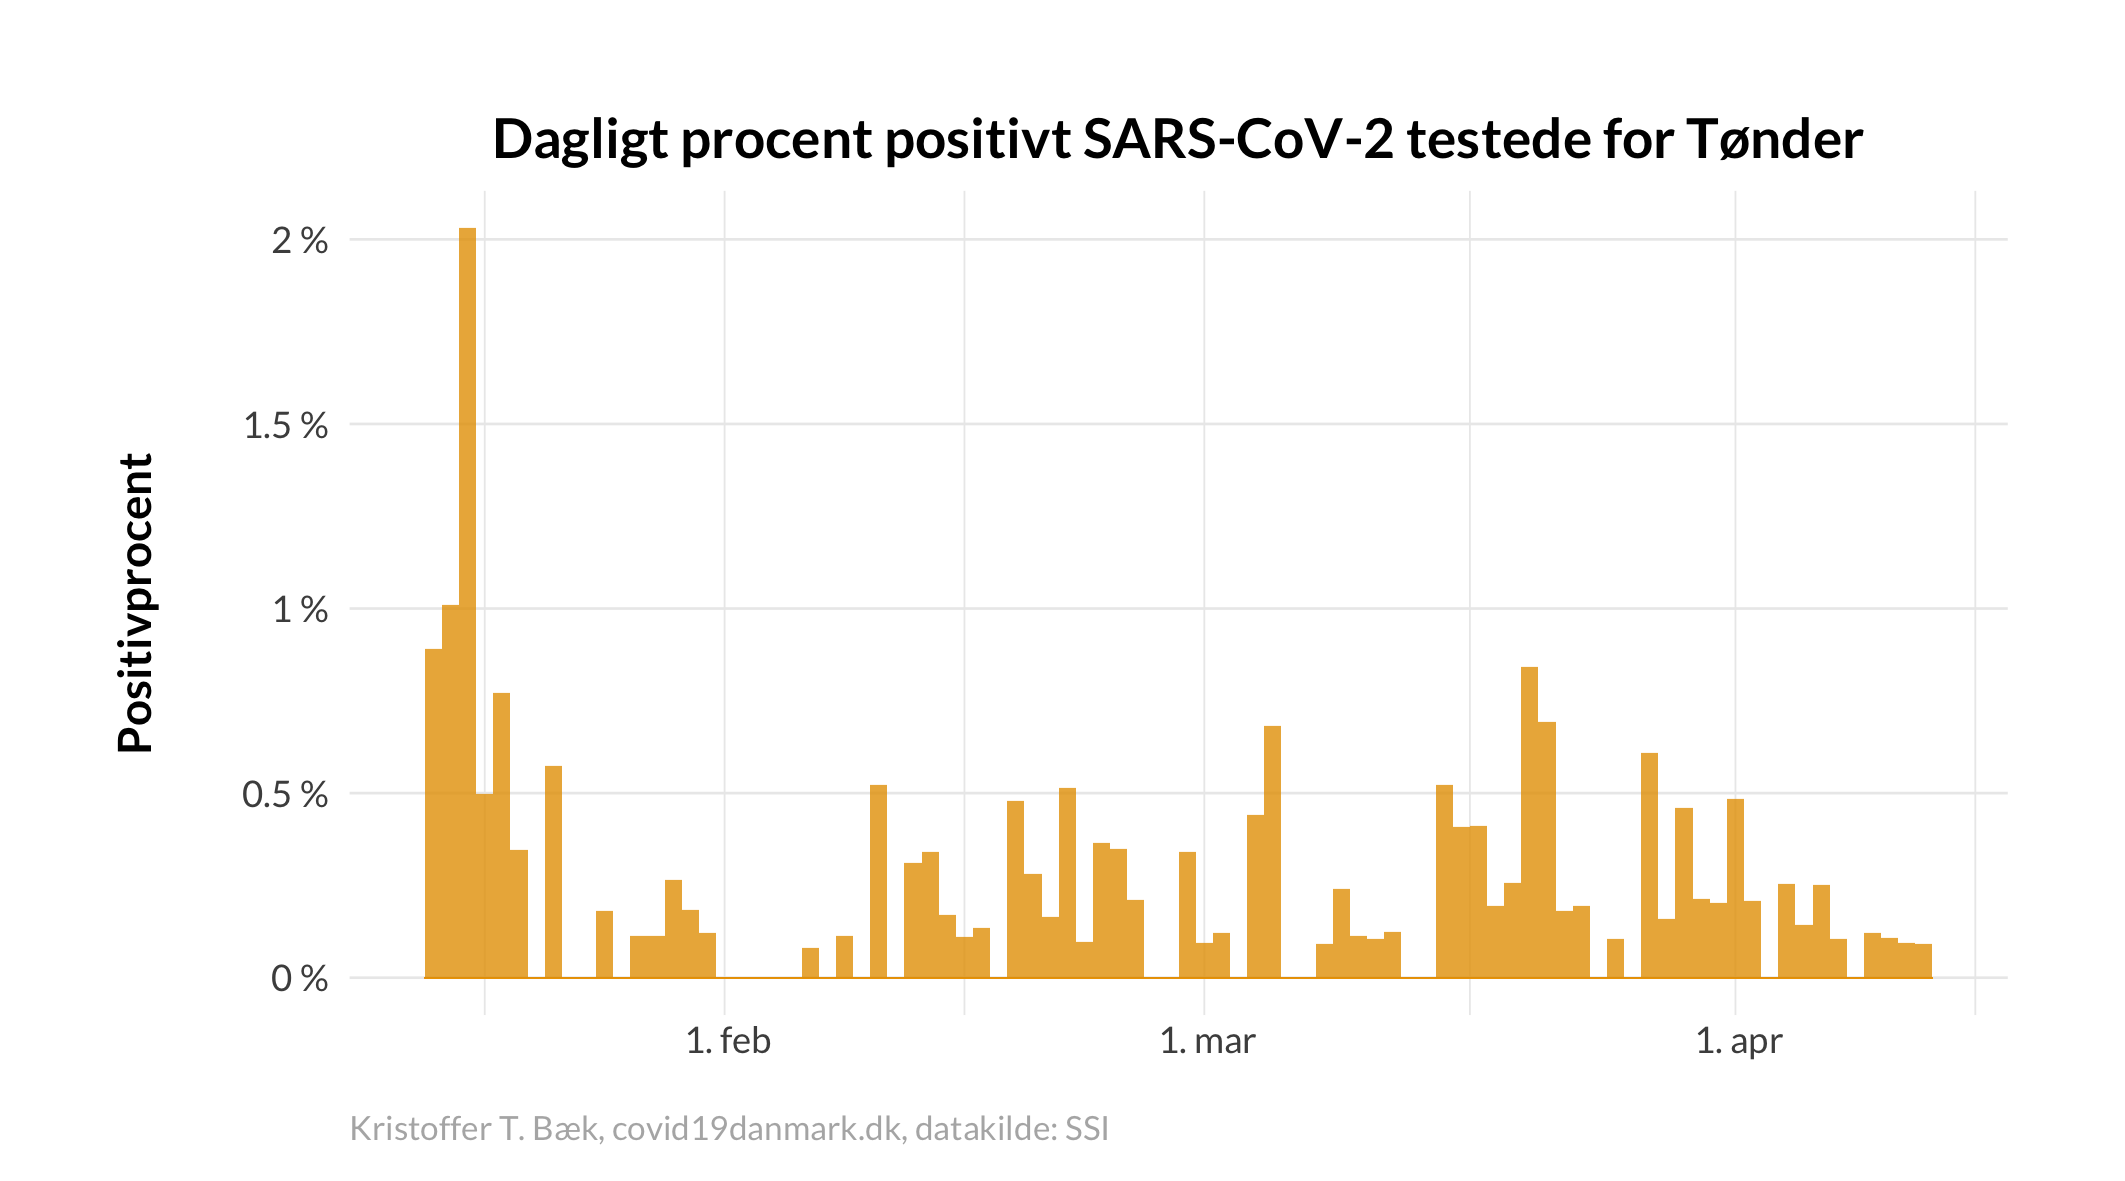 Dagligt procent positivt SARS-CoV-2 testede for Tønder
Positivprocent
2 %
1.5 %
1 %
0.5 %
0 %
1. feb
1. mar
1. apr
Kristoffer T. Bæk, covid19danmark.dk, datakilde: SSI